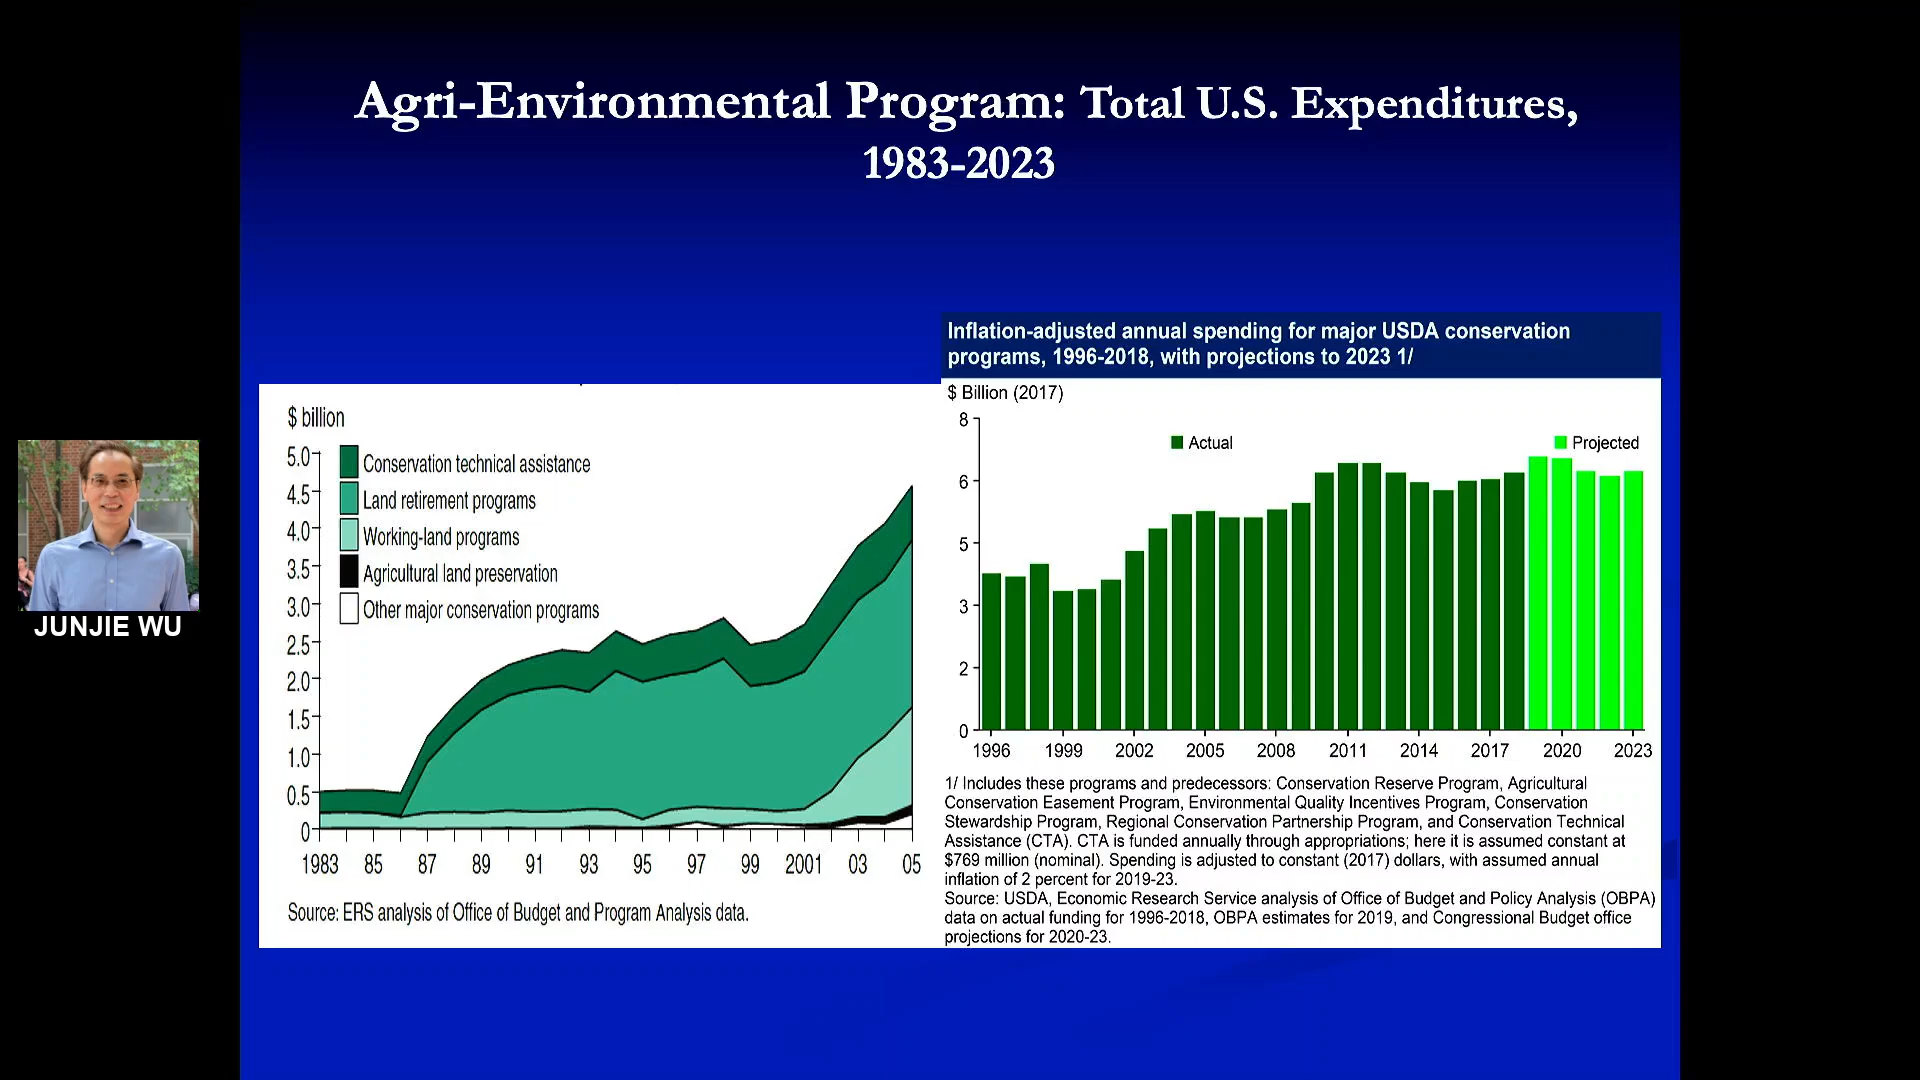 Agri-Environmental Program: Total U.S. Expenditures,
1983-2023
JUNJIE WU
$ billion
5.0
4.5
4.0
3.5
3.0
2.5
2.0
1.5
1.0
0.5
0
Conservation technical assistance
Land retirement programs
Working-land programs
Agricultural land preservation
Other major conservation programs
1983 85 87 89 91 93 95 97 99 2001 03 05
Source: ERS analysis of Office of Budget and Program Analysis data.
Inflation-adjusted annual spending for major USDA conservation
programs, 1996-2018, with projections to 2023 1/
$ Billion (2017)
8
6
5
3
2
0
Actual
Projected
1996 1999 2002 2005 2008 2011 2014 2017 2020 2023
1/ Includes these programs and predecessors: Conservation Reserve Program, Agricultural
Conservation Easement Program, Environmental Quality Incentives Program, Conservation
Stewardship Program, Regional Conservation Partnership Program, and Conservation Technical
Assistance (CTA). CTA is funded annually through appropriations; here it is assumed constant at
$769 million (nominal). Spending is adjusted to constant (2017) dollars, with assumed annual
inflation of 2 percent for 2019-23.
Source: USDA, Economic Research Service analysis of Office of Budget and Policy Analysis (OBPA)
data on actual funding for 1996-2018, OBPA estimates for 2019, and Congressional Budget office
projections for 2020-23.